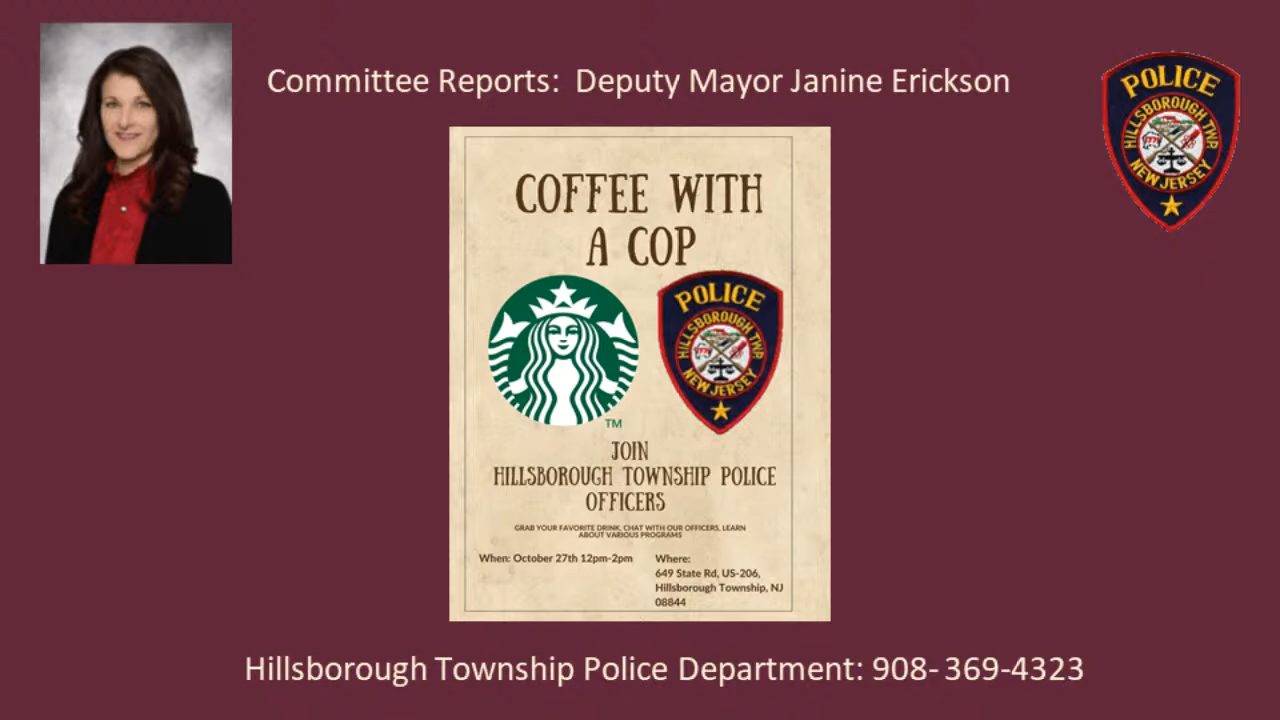 Committee Reports: Deputy Mayor Janine Erickson
POLICE
HILLSBOROUGH TWP.
NEW JERSEY
COFFEE WITH
A COP
POLICE
HILLSBOROUGH TWP.
NEW JERSEY
TM
JOIN
HILLSBOROUGH TOWNSHIP POLICE
OFFICERS
GRAB YOUR FAVORITE DRINK, CHAT WITH OUR OFFICERS, LEARN
ABOUT VARIOUS PROGRAMS
When: October 27th 12pm-2pm
Where:
649 State Rd, US-206,
Hillsborough Township, NJ
08844
Hillsborough Township Police Department: 908-369-4323